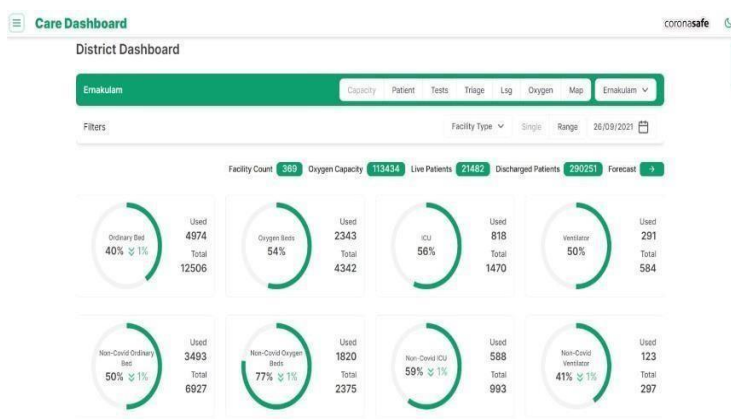 Care Dashboard
coronasafe
District Dashboard
Ernakulam
Capacity Patient Tests Triage Lsg Oxygen Map Ernakulam
Filters
Facility Type Single Range 26/09/2021
Facility Count 369 Oxygen Capacity 113434 Live Patients 21482 Discharged Patients 290251 Forecast →
Ordinary Bed
40% 1%
Used
4974
Total
12506
Oxygen Beds
54%
Used
2343
Total
4342
ICU
56%
Used
818
Total
1470
Ventilator
50%
Used
291
Total
584
Non-Covid Ordinary
Bed
50% 1%
Used
3493
Total
6927
Non-Covid Oxygen
Beds
77% 1%
Used
1820
Total
2375
Non-Covid ICU
59% 1%
Used
588
Total
993
Non-Covid
Ventilator
41% 1%
Used
123
Total
297